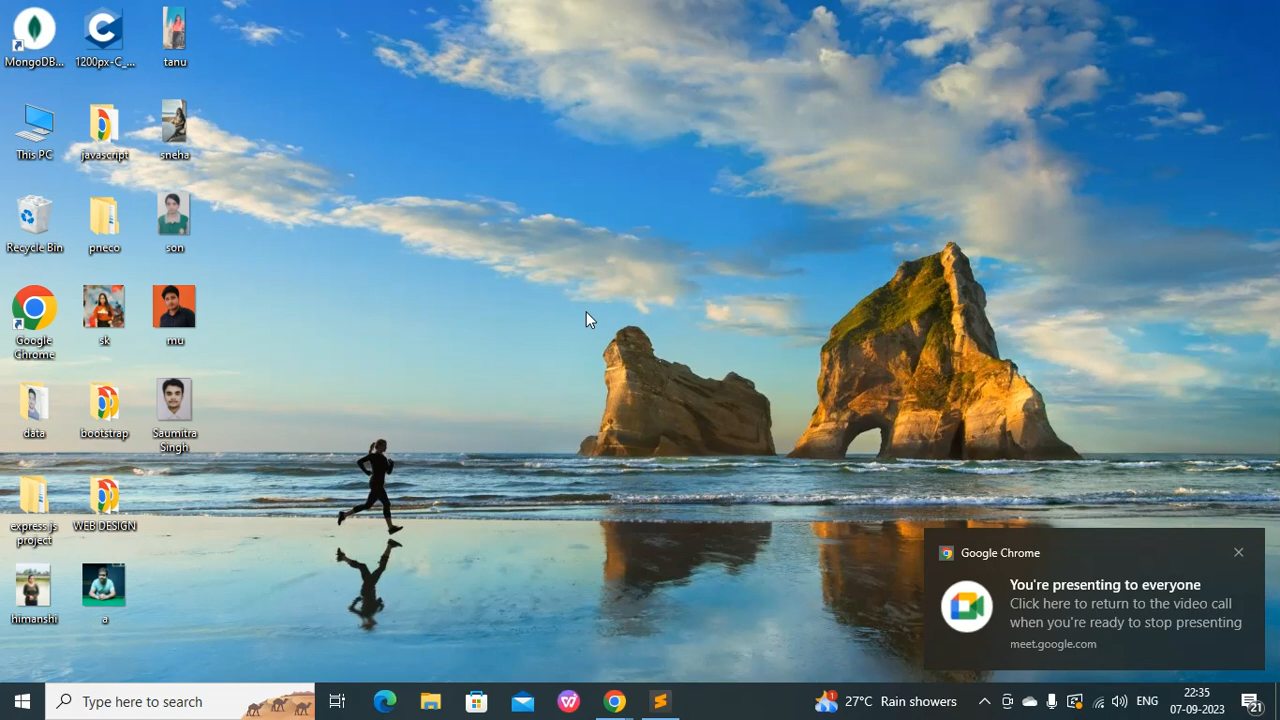 MongoDB...
1200px-C_...
tanu
This PC
javascript
sneha
Recycle Bin
pneco
son
Google
Chrome
sk
mu
data
bootstrap
Saumitra
Singh
express js
project
WEB DESIGN
himanshi
a
Google Chrome
You're presenting to everyone
Click here to return to the video call
when you're ready to stop presenting
meet.google.com
Type here to search
27°C Rain showers
ENG
22:35
07-09-2023
21
1